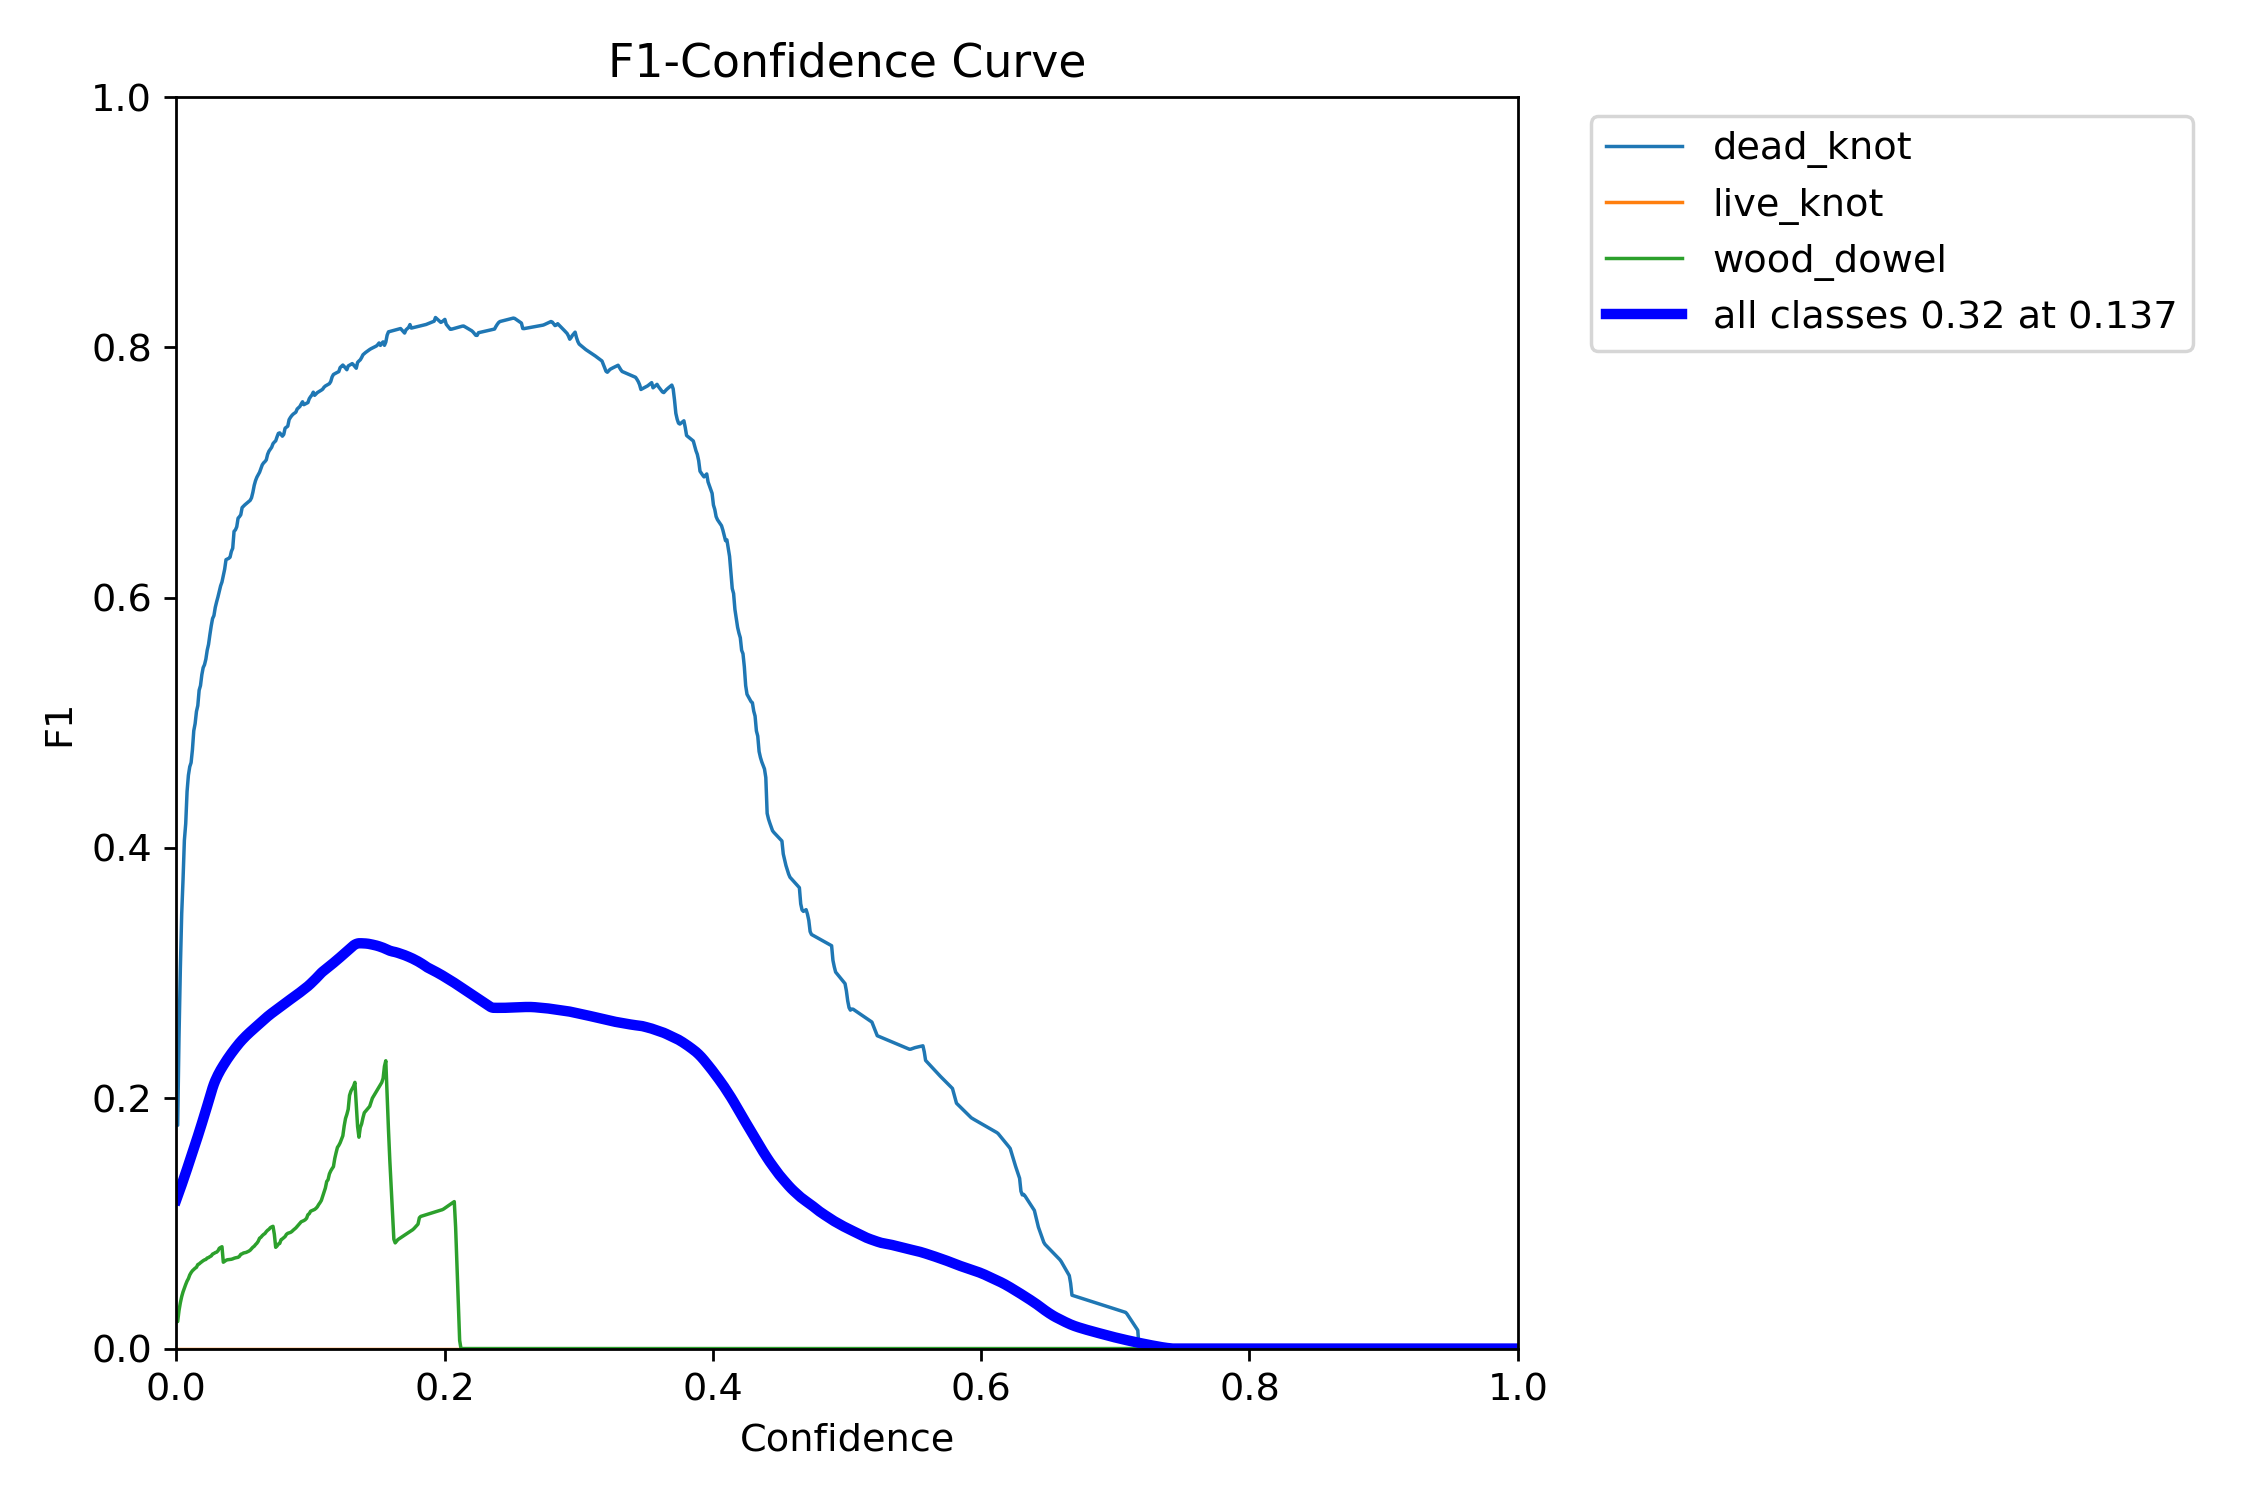 F1-Confidence Curve
1.0
0.8
0.6
0.4
0.2
0.0
F1
0.0 0.2 0.4 0.6 0.8 1.0
Confidence
dead_knot
live_knot
wood_dowel
all classes 0.32 at 0.137